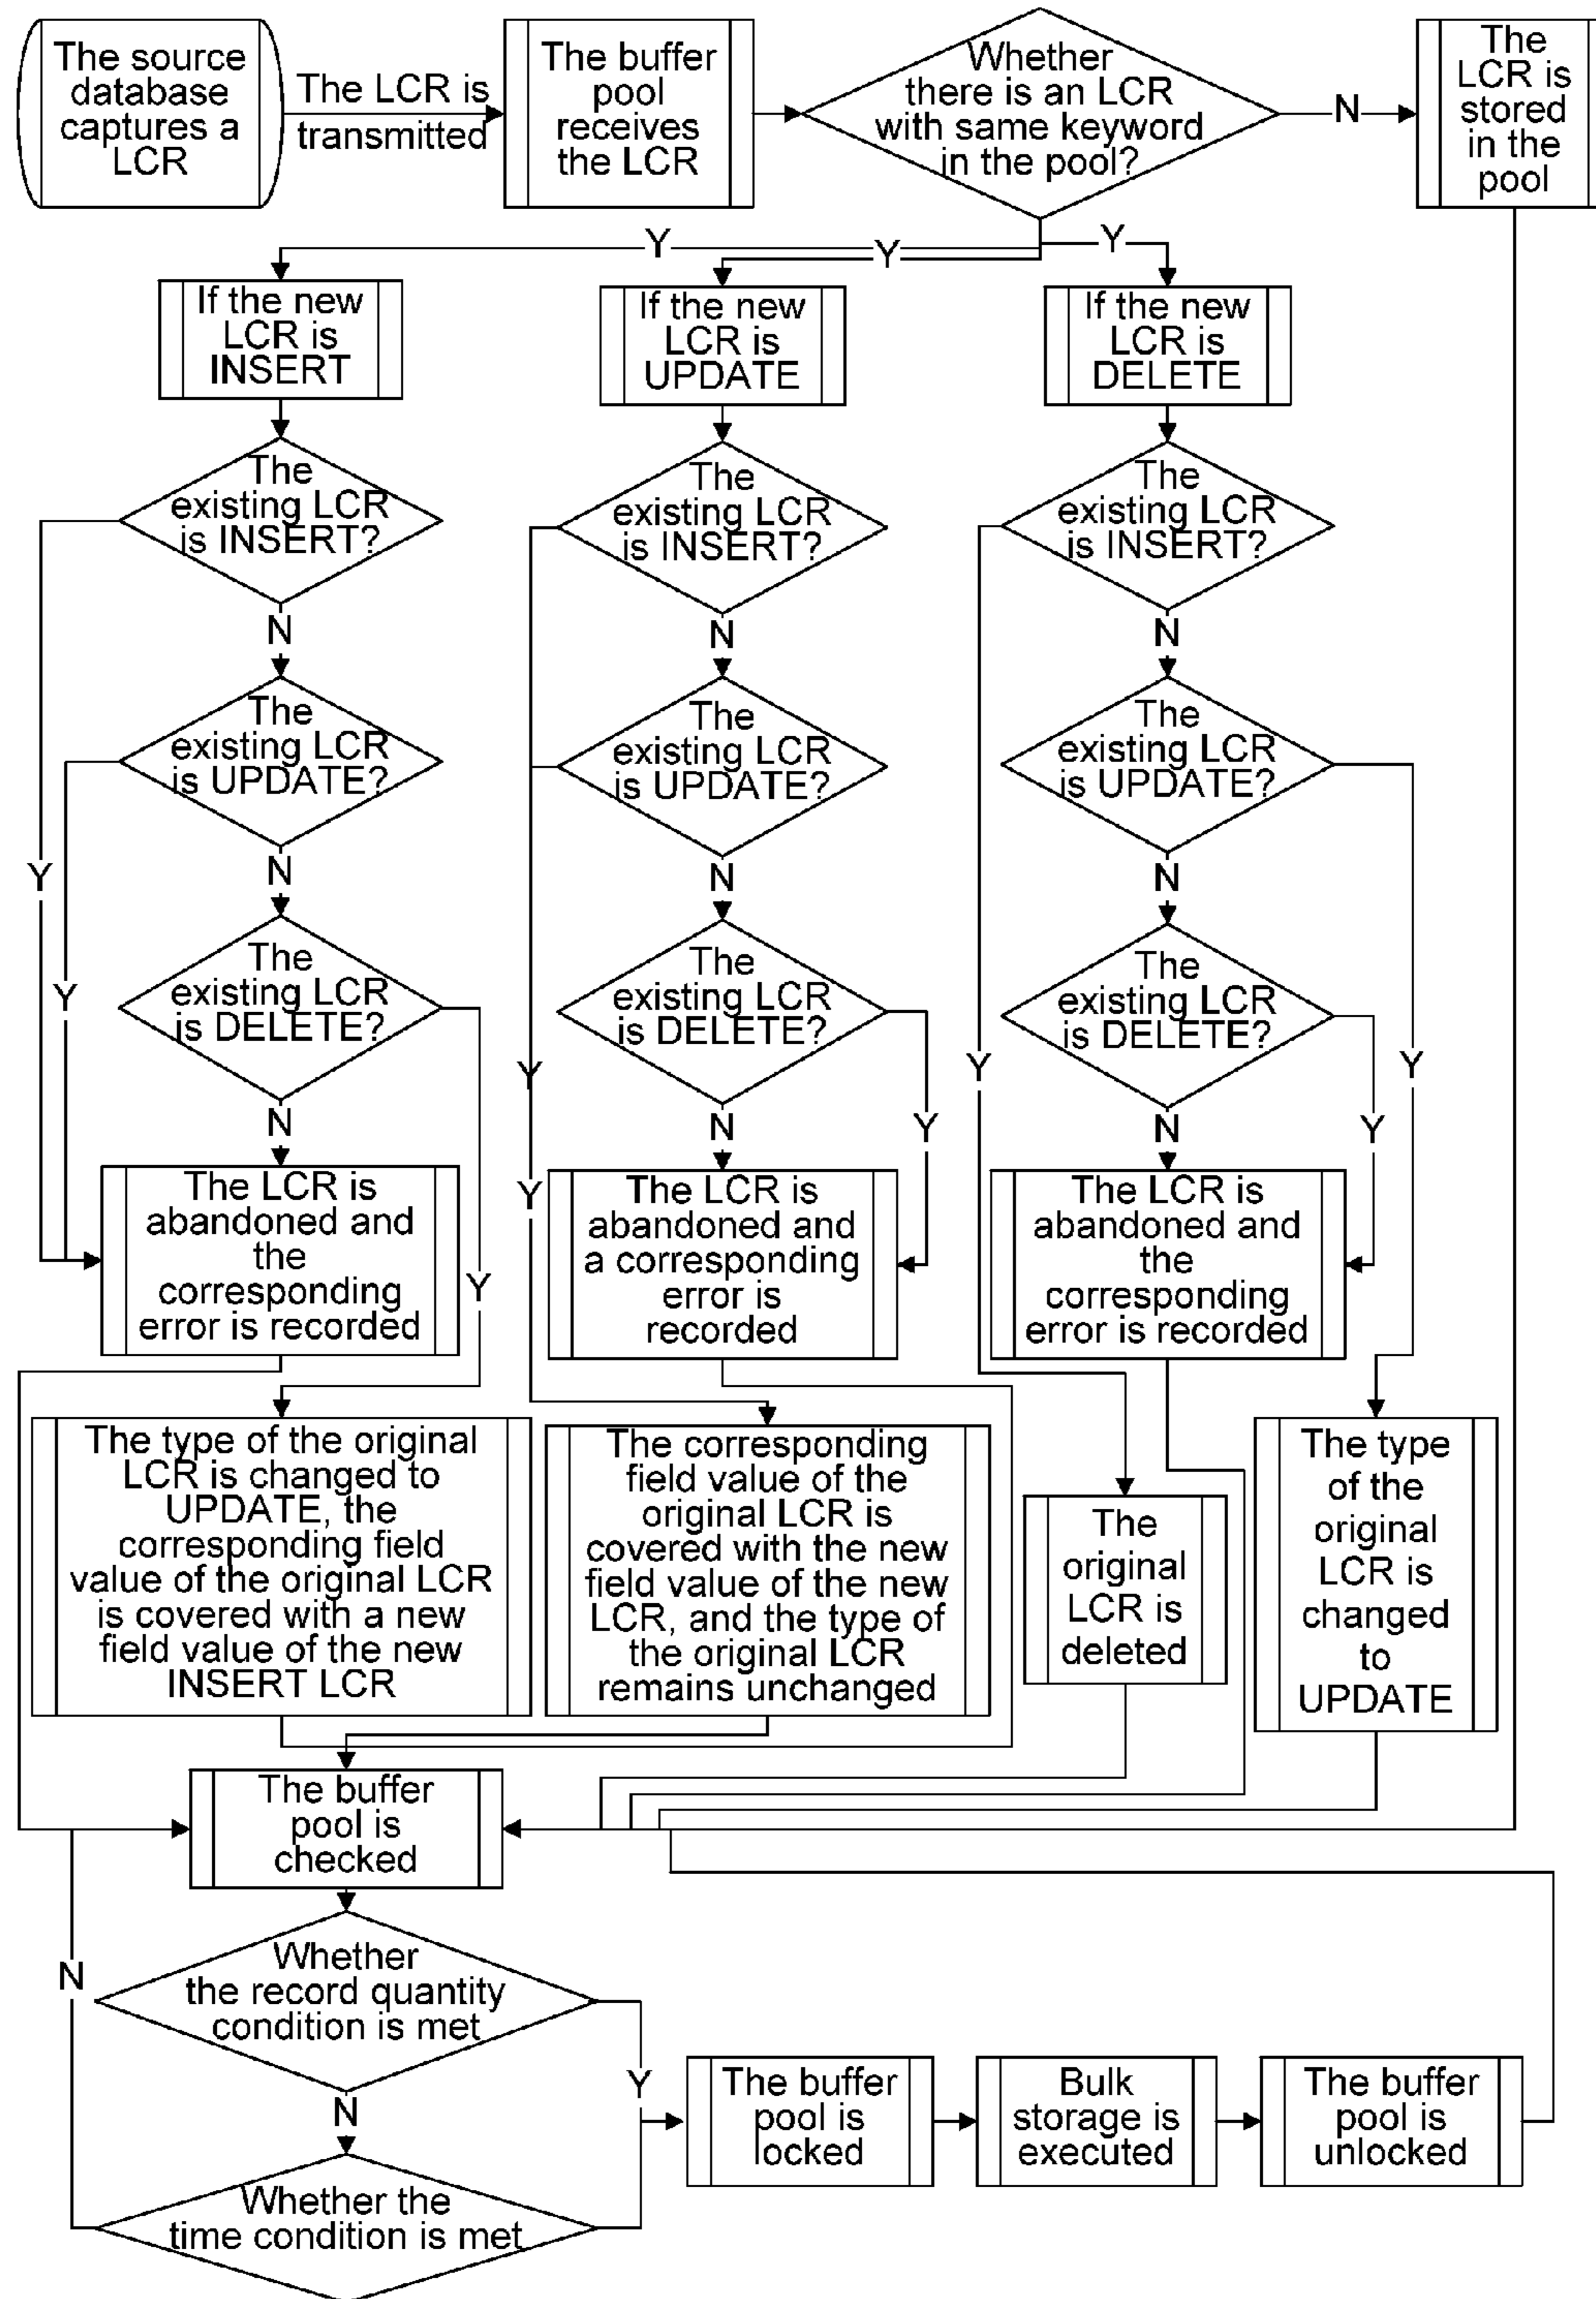 The source
database
captures a
LCR
The LCR is
transmitted
The buffer
pool
receives
the LCR
Whether
there is an LCR
with same keyword
in the pool?
N
The
LCR is
stored
in the
pool
Y
Y
Y
If the new
LCR is
INSERT
If the new
LCR is
UPDATE
If the new
LCR is
DELETE
The
existing LCR
is INSERT?
The
existing LCR
is INSERT?
The
existing LCR
is INSERT?
N
N
N
The
existing LCR
is UPDATE?
The
existing LCR
is UPDATE?
The
existing LCR
is UPDATE?
Y
N
N
N
Y
The
existing LCR
is DELETE?
The
existing LCR
is DELETE?
The
existing LCR
is DELETE?
Y
Y
Y
N
N
Y
N
Y
The LCR is
abandoned and
the
corresponding
error is recorded
Y
Y
The LCR is
abandoned and
a corresponding
error is
recorded
The LCR is
abandoned and
the
corresponding
error is recorded
The type of the original
LCR is changed to
UPDATE, the
corresponding field
value of the original LCR
is covered with a new
field value of the new
INSERT LCR
The corresponding
field value of the
original LCR is
covered with the new
field value of the new
LCR, and the type of
the original LCR
remains unchanged
The
original
LCR is
deleted
The type
of the
original
LCR is
changed
to
UPDATE
The buffer
pool is
checked
N
Whether
the record quantity
condition is met
Y
N
The buffer
pool is
locked
Bulk
storage is
executed
The buffer
pool is
unlocked
Whether the
time condition is met